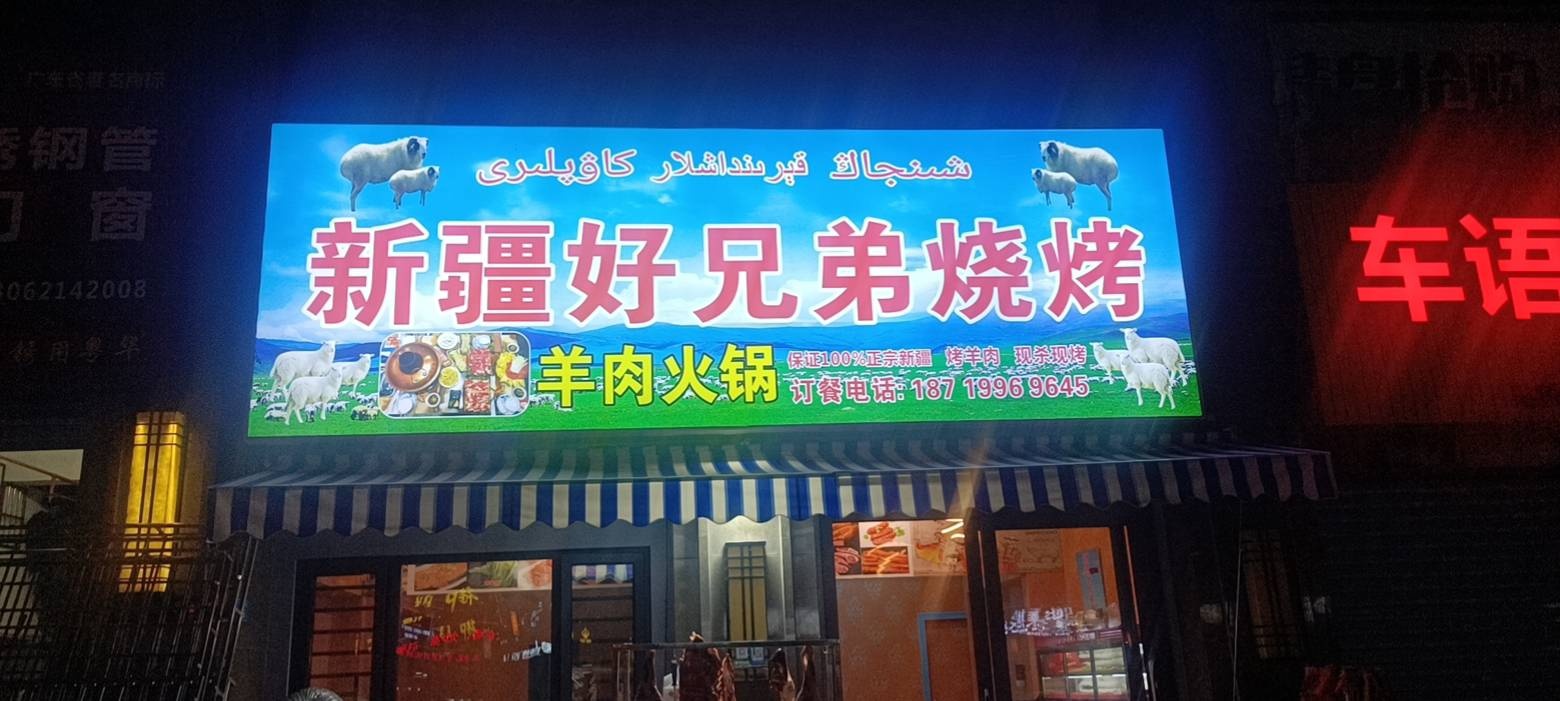 شىنجاڭ قېرىنداشلار كاۋپلىرى
新疆好兄弟烧烤
羊肉火锅
保证100%正宗新疆 烤羊肉 现杀现烤
订餐电话: 187 1996 9645
车语
钢管
窗
062142008